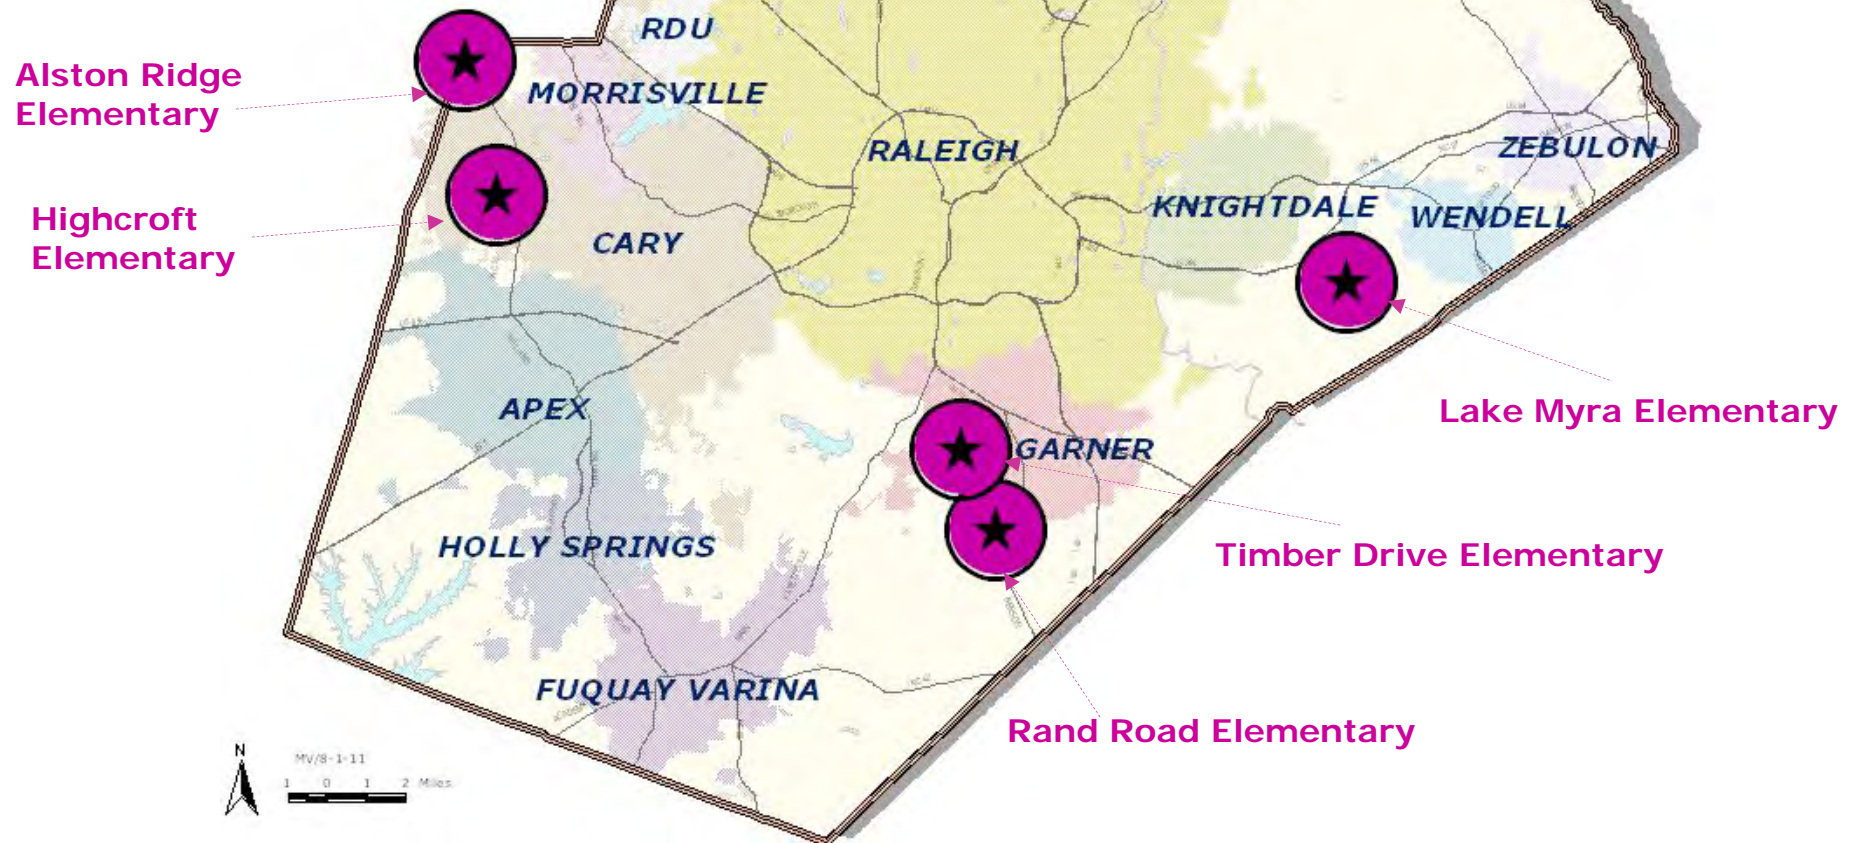 RDU
Alston Ridge
Elementary
MORRISVILLE
RALEIGH
ZEBULON
Highcroft
Elementary
KNIGHTDALE
WENDELL
CARY
Lake Myra Elementary
APEX
GARNER
HOLLY SPRINGS
Timber Drive Elementary
FUQUAY VARINA
Rand Road Elementary
N
MV/8-1-11
1 0 1 2 Miles